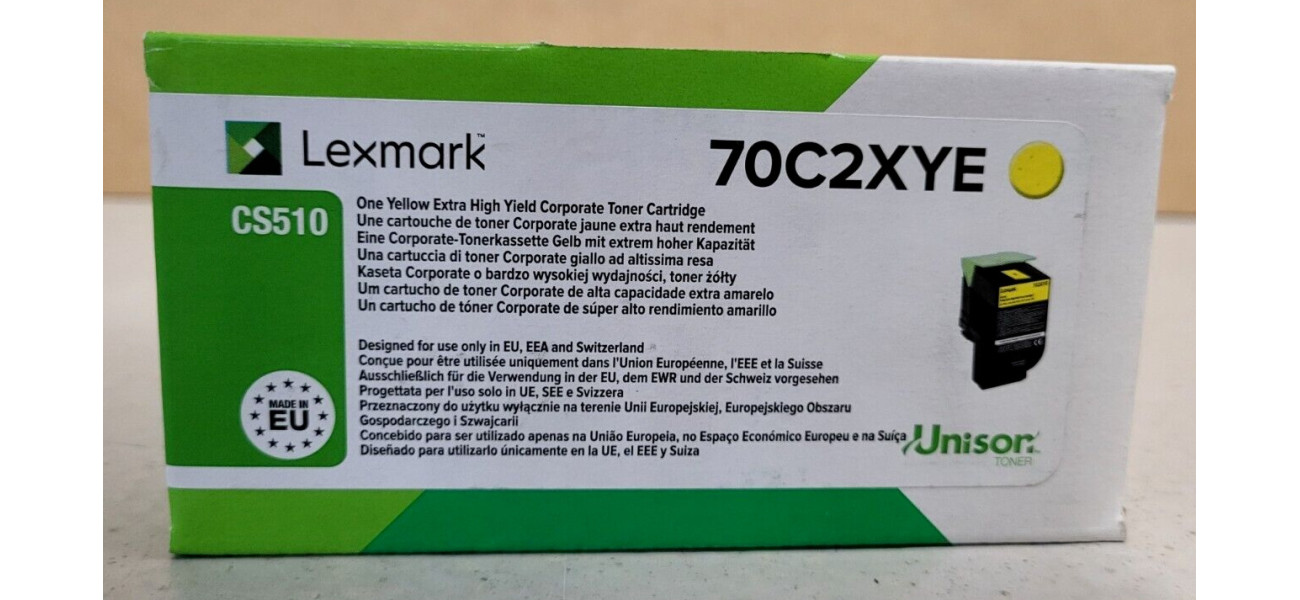 Lexmark™
70C2XYE
CS510
One Yellow Extra High Yield Corporate Toner Cartridge
Une cartouche de toner Corporate jaune extra haut rendement
Eine Corporate-Tonerkassette Gelb mit extrem hoher Kapazität
Una cartuccia di toner Corporate giallo ad altissima resa
Kaseta Corporate o bardzo wysokiej wydajności, toner żółty
Um cartucho de toner Corporate de alta capacidade extra amarelo
Un cartucho de tóner Corporate de súper alto rendimiento amarillo
Designed for use only in EU, EEA and Switzerland
Conçue pour être utilisée uniquement dans l'Union Européenne, l'EEE et la Suisse
Ausschließlich für die Verwendung in der EU, dem EWR und der Schweiz vorgesehen
Progettata per l'uso solo in UE, SEE e Svizzera
Przeznaczony do użytku wyłącznie na terenie Unii Europejskiej, Europejskiego Obszaru
Gospodarczego i Szwajcarii
Concebido para ser utilizado apenas na União Europeia, no Espaço Económico Europeu e na Suíça
Diseñado para utilizarlo únicamente en la UE, el EEE y Suiza
MADE IN
EU
Lexmark
Unison™
TONER